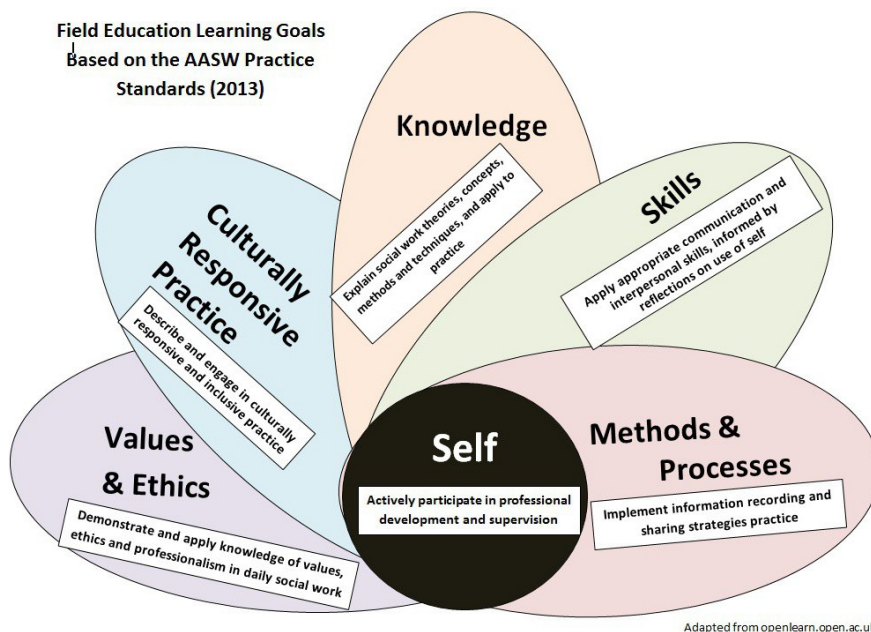 Field Education Learning Goals
Based on the AASW Practice
Standards (2013)
Knowledge
Explain social work theories, concepts,
methods and techniques, and apply to
practice
Skills
Apply appropriate communication and
interpersonal skills, informed by
reflections on use of self
Culturally
Responsive
Practice
Describe and engage in culturally
responsive and inclusive practice
Values
& Ethics
Demonstrate and apply knowledge of values,
ethics and professionalism in daily social work
Self
Actively participate in professional
development and supervision
Methods &
Processes
Implement information recording and
sharing strategies practice
Adapted from openlearn.open.ac.u